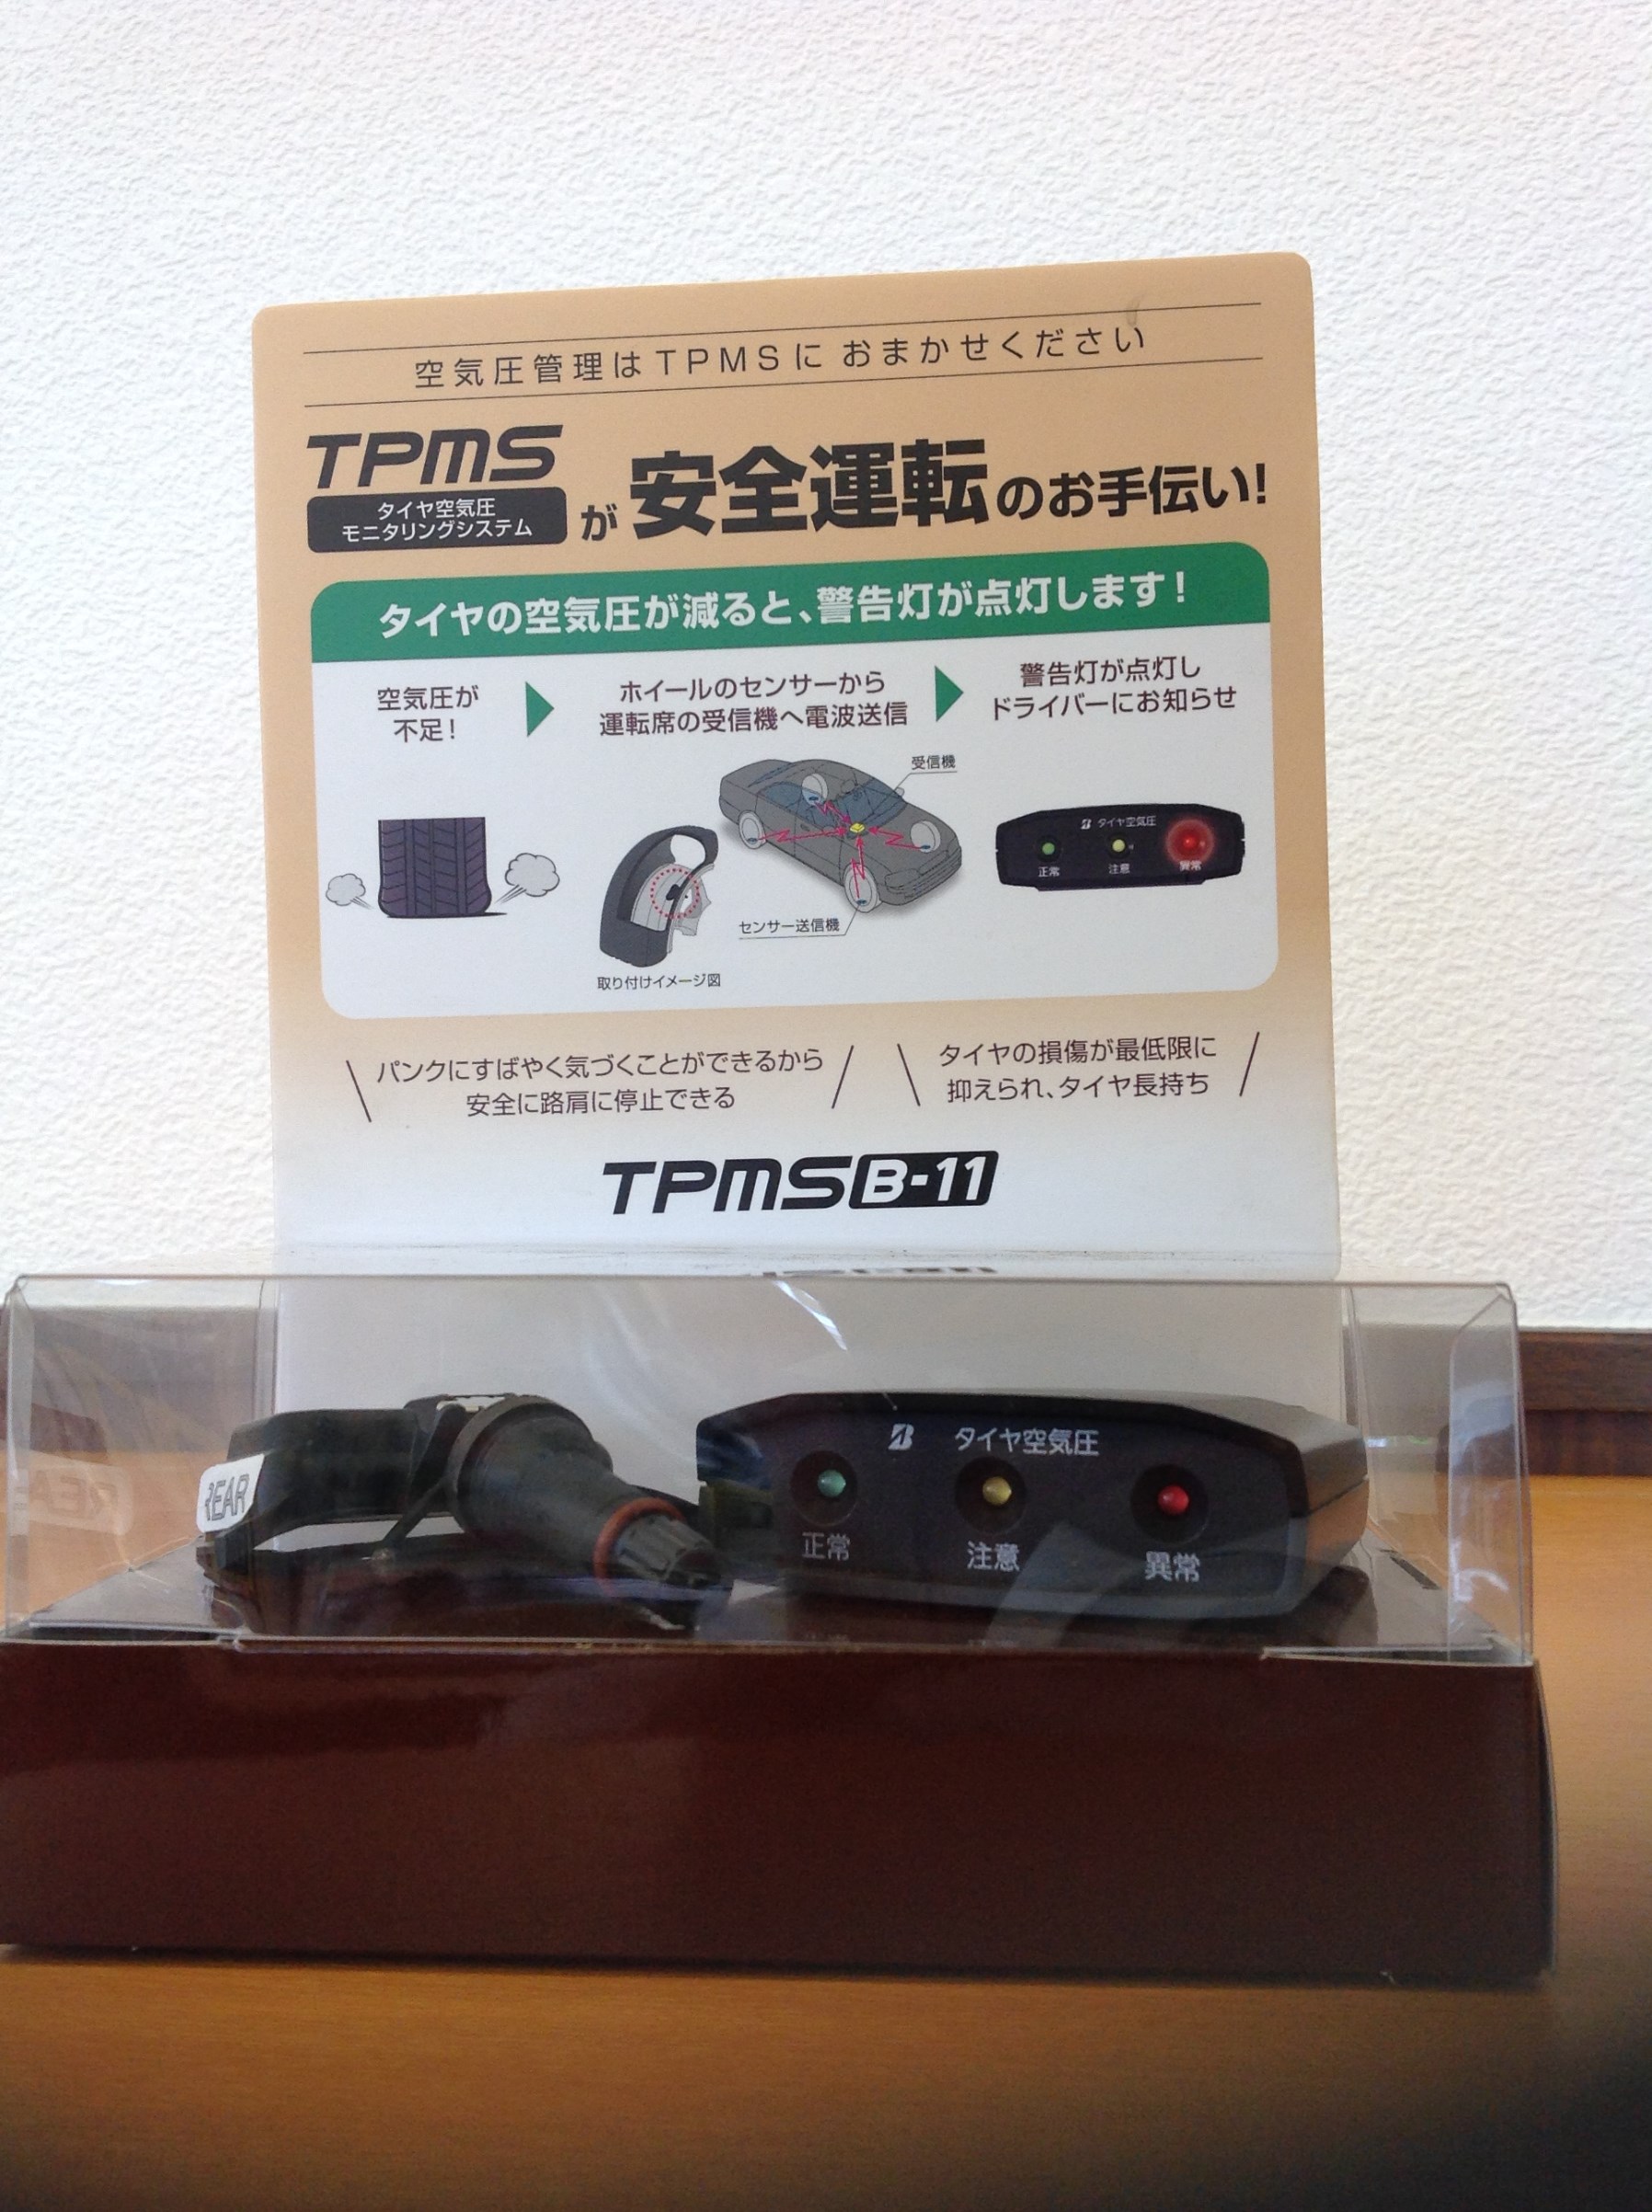 空気圧管理はTPMSに おまかせください
TPMS
タイヤ空気圧
モニタリングシステム
が安全運転のお手伝い!
タイヤの空気圧が減ると、警告灯が点灯します!
空気圧が
不足!
ホイールのセンサーから
運転席の受信機へ電波送信
警告灯が点灯し
ドライバーにお知らせ
受信機
センサー送信機
取り付けイメージ図
タイヤ空気圧
正常 注意 異常
パンクにすばやく気づくことができるから
安全に路肩に停止できる
タイヤの損傷が最低限に
抑えられ、タイヤ長持ち
TPMS B-11
REAR
B タイヤ空気圧
正常 注意 異常